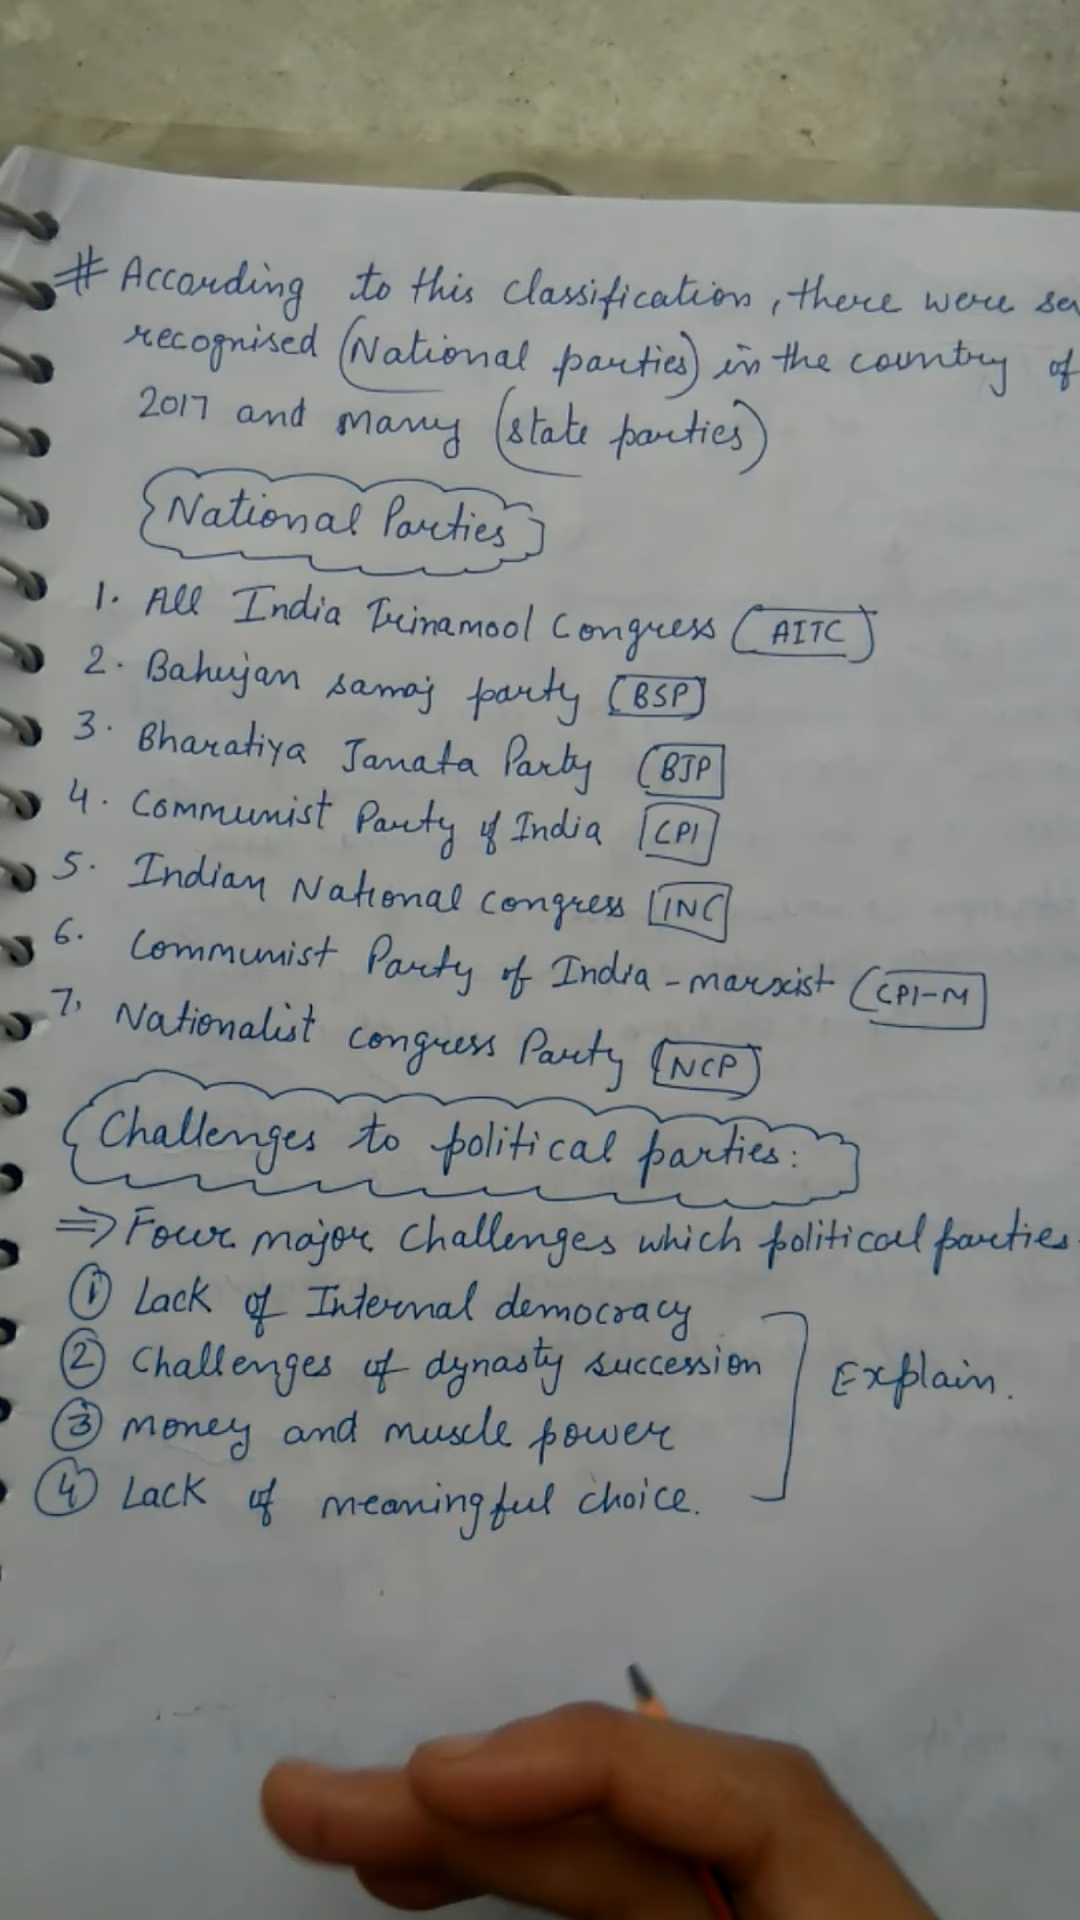 # According to this classification, there were
recognised (National parties) in the country of
2017 and many (state parties)
National Parties
1. All India Trinamool Congress (AITC)
2. Bahujan samaj party (BSP)
3. Bharatiya Janata Party (BJP)
4. Communist Party of India [CPI]
5. Indian National congress [INC]
6. Communist Party of India - marxist (CPI-M]
7. Nationalist congress Party (NCP)
Challenges to political parties:
⇒ Four major challenges which political parties
① Lack of Internal democracy
② Challenges of dynasty succession
③ money and muscle power
④ Lack of meaningful choice.
Explain.